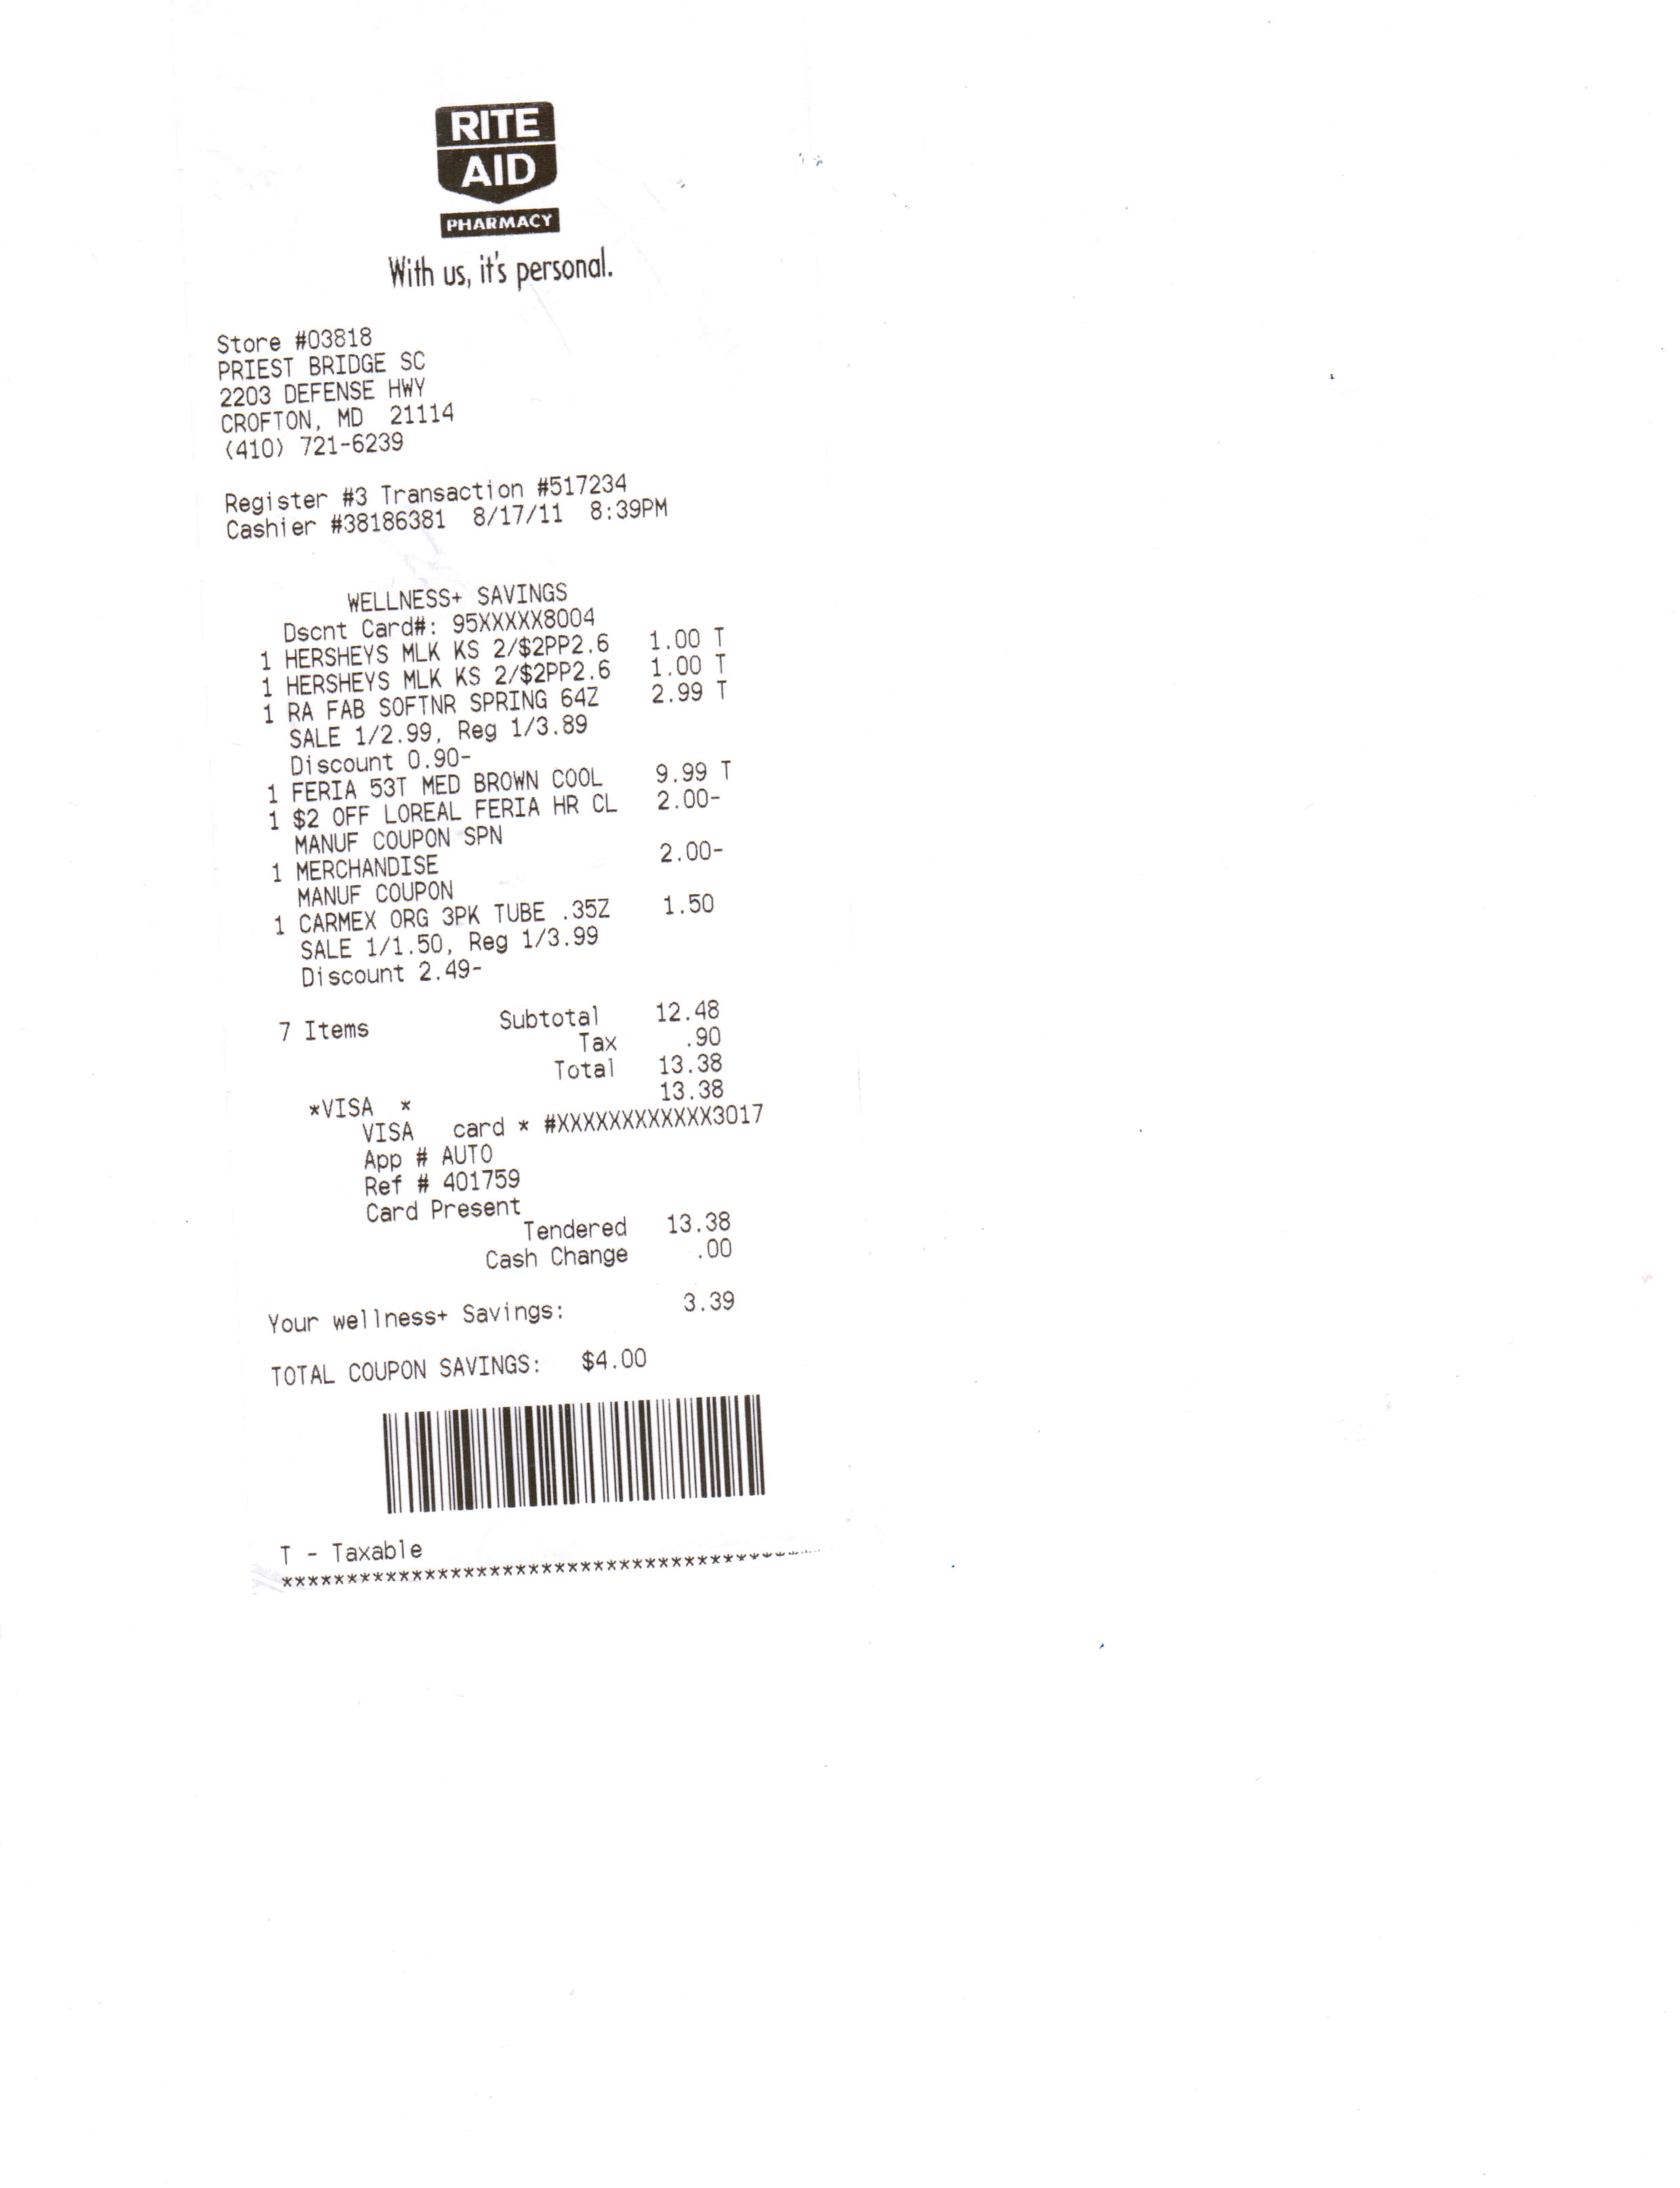 RITE
AID
PHARMACY
With us, it's personal.
Store #03818
PRIEST BRIDGE SC
2203 DEFENSE HWY
CROFTON, MD 21114
(410) 721-6239
Register #3 Transaction #517234
Cashier #38186381 8/17/11 8:39PM
WELLNESS+ SAVINGS
Dscnt Card#: 95XXXXX8004
1 HERSHEYS MLK KS 2/$2PP2.6 1.00 T
1 HERSHEYS MLK KS 2/$2PP2.6 1.00 T
1 RA FAB SOFTNR SPRING 64Z 2.99 T
SALE 1/2.99, Reg 1/3.89
Discount 0.90-
1 FERIA 53T MED BROWN COOL 9.99 T
1 $2 OFF LOREAL FERIA HR CL 2.00-
MANUF COUPON SPN
1 MERCHANDISE 2.00-
MANUF COUPON
1 CARMEX ORG 3PK TUBE .35Z 1.50
SALE 1/1.50, Reg 1/3.99
Discount 2.49-
7 Items Subtotal 12.48
Tax .90
Total 13.38
*VISA * 13.38
VISA card * #XXXXXXXXXXXX3017
App # AUTO
Ref # 401759
Card Present
Tendered 13.38
Cash Change .00
Your wellness+ Savings: 3.39
TOTAL COUPON SAVINGS: $4.00
T - Taxable
******************************************